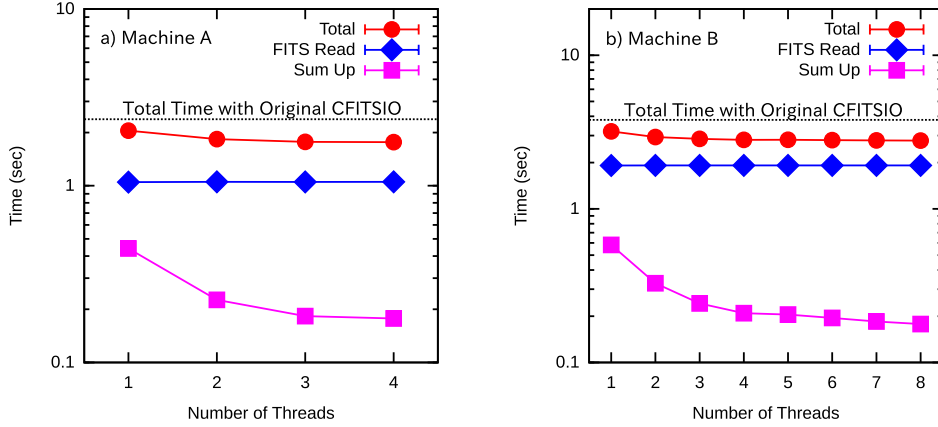 a) Machine A
Total
FITS Read
Sum Up
Total Time with Original CFITSIO
Time (sec)
10
1
0.1
1
2
3
4
Number of Threads
b) Machine B
Total
FITS Read
Sum Up
Total Time with Original CFITSIO
Time (sec)
10
1
0.1
1
2
3
4
5
6
7
8
Number of Threads